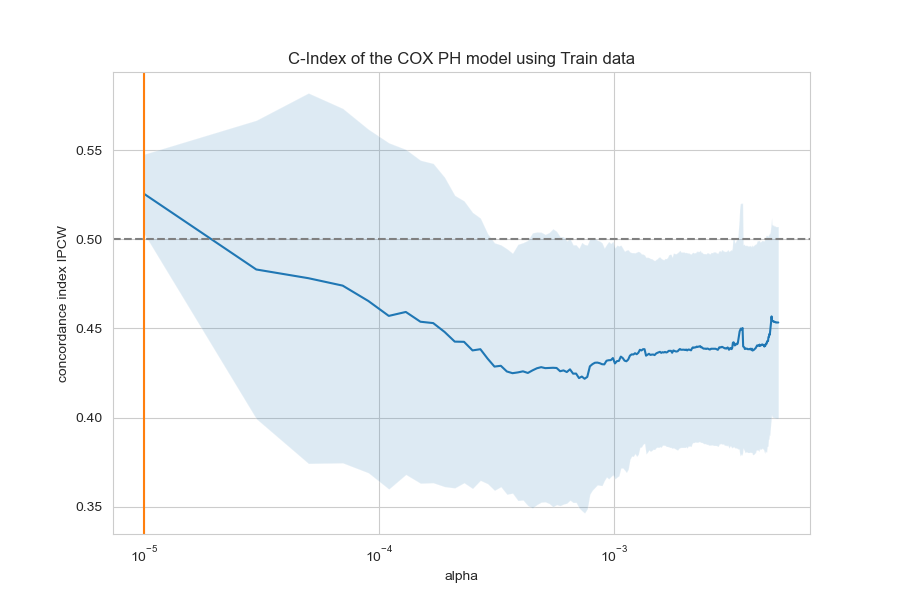 C-Index of the COX PH model using Train data
concordance index IPCW
0.55
0.50
0.45
0.40
0.35
10⁻⁵ 10⁻⁴ 10⁻³
alpha